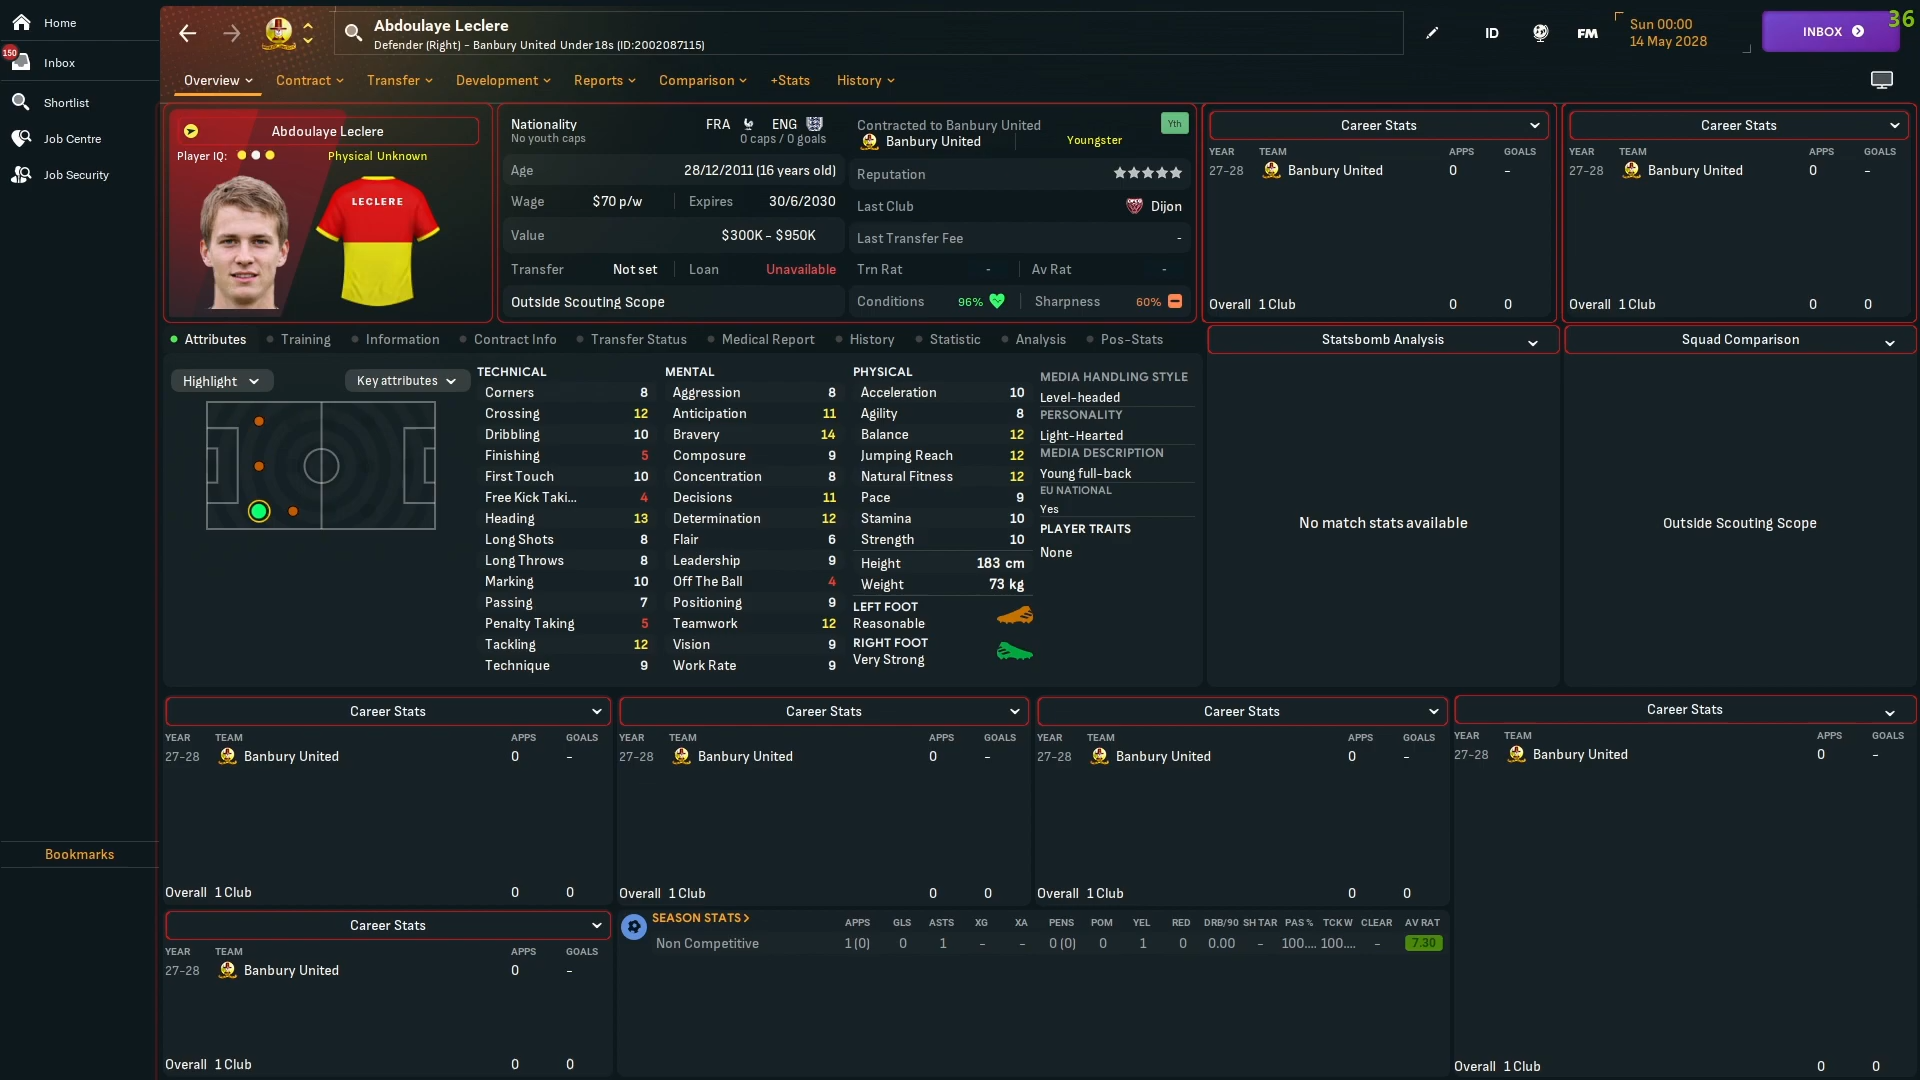 Home
150
Inbox
Shortlist
Job Centre
Job Security
Bookmarks
Abdoulaye Leclere
Defender (Right) - Banbury United Under 18s (ID:2002087115)
ID
FM
Sun 00:00
14 May 2028
INBOX
36
Overview Contract Transfer Development Reports Comparison +Stats History
Abdoulaye Leclere
Player IQ: Physical Unknown
LECLERE
Nationality FRA ENG
No youth caps 0 caps / 0 goals
Age 28/12/2011 (16 years old)
Wage $70 p/w Expires 30/6/2030
Value $300K - $950K
Transfer Not set Loan Unavailable
Outside Scouting Scope
Contracted to Banbury United Yth
Banbury United Youngster
Reputation
Last Club Dijon
Last Transfer Fee -
Trn Rat - Av Rat -
Conditions 96% Sharpness 60%
Career Stats
YEAR TEAM APPS GOALS
27-28 Banbury United 0 -
Overall 1 Club 0 0
Career Stats
YEAR TEAM APPS GOALS
27-28 Banbury United 0 -
Overall 1 Club 0 0
Attributes Training Information Contract Info Transfer Status Medical Report History Statistic Analysis Pos-Stats
Highlight Key attributes
TECHNICAL
Corners 8
Crossing 12
Dribbling 10
Finishing 5
First Touch 10
Free Kick Taki... 4
Heading 13
Long Shots 8
Long Throws 8
Marking 10
Passing 7
Penalty Taking 5
Tackling 12
Technique 9
MENTAL
Aggression 8
Anticipation 11
Bravery 14
Composure 9
Concentration 8
Decisions 11
Determination 12
Flair 6
Leadership 9
Off The Ball 4
Positioning 9
Teamwork 12
Vision 9
Work Rate 9
PHYSICAL
Acceleration 10
Agility 8
Balance 12
Jumping Reach 12
Natural Fitness 12
Pace 9
Stamina 10
Strength 10
Height 183 cm
Weight 73 kg
LEFT FOOT
Reasonable
RIGHT FOOT
Very Strong
MEDIA HANDLING STYLE
Level-headed
PERSONALITY
Light-Hearted
MEDIA DESCRIPTION
Young full-back
EU NATIONAL
Yes
PLAYER TRAITS
None
Statsbomb Analysis
No match stats available
Squad Comparison
Outside Scouting Scope
Career Stats
YEAR TEAM APPS GOALS
27-28 Banbury United 0 -
Overall 1 Club 0 0
Career Stats
YEAR TEAM APPS GOALS
27-28 Banbury United 0 -
Overall 1 Club 0 0
Career Stats
YEAR TEAM APPS GOALS
27-28 Banbury United 0 -
Overall 1 Club 0 0
Career Stats
YEAR TEAM APPS GOALS
27-28 Banbury United 0 -
Overall 1 Club 0 0
Career Stats
YEAR TEAM APPS GOALS
27-28 Banbury United 0 -
Overall 1 Club 0 0
SEASON STATS > APPS GLS ASTS XG XA PENS POM YEL RED DRB/90 SH TAR PAS % TCK W CLEAR AV RAT
Non Competitive 1 (0) 0 1 - - 0 (0) 0 1 0 0.00 - 100.... 100.... - 7.30